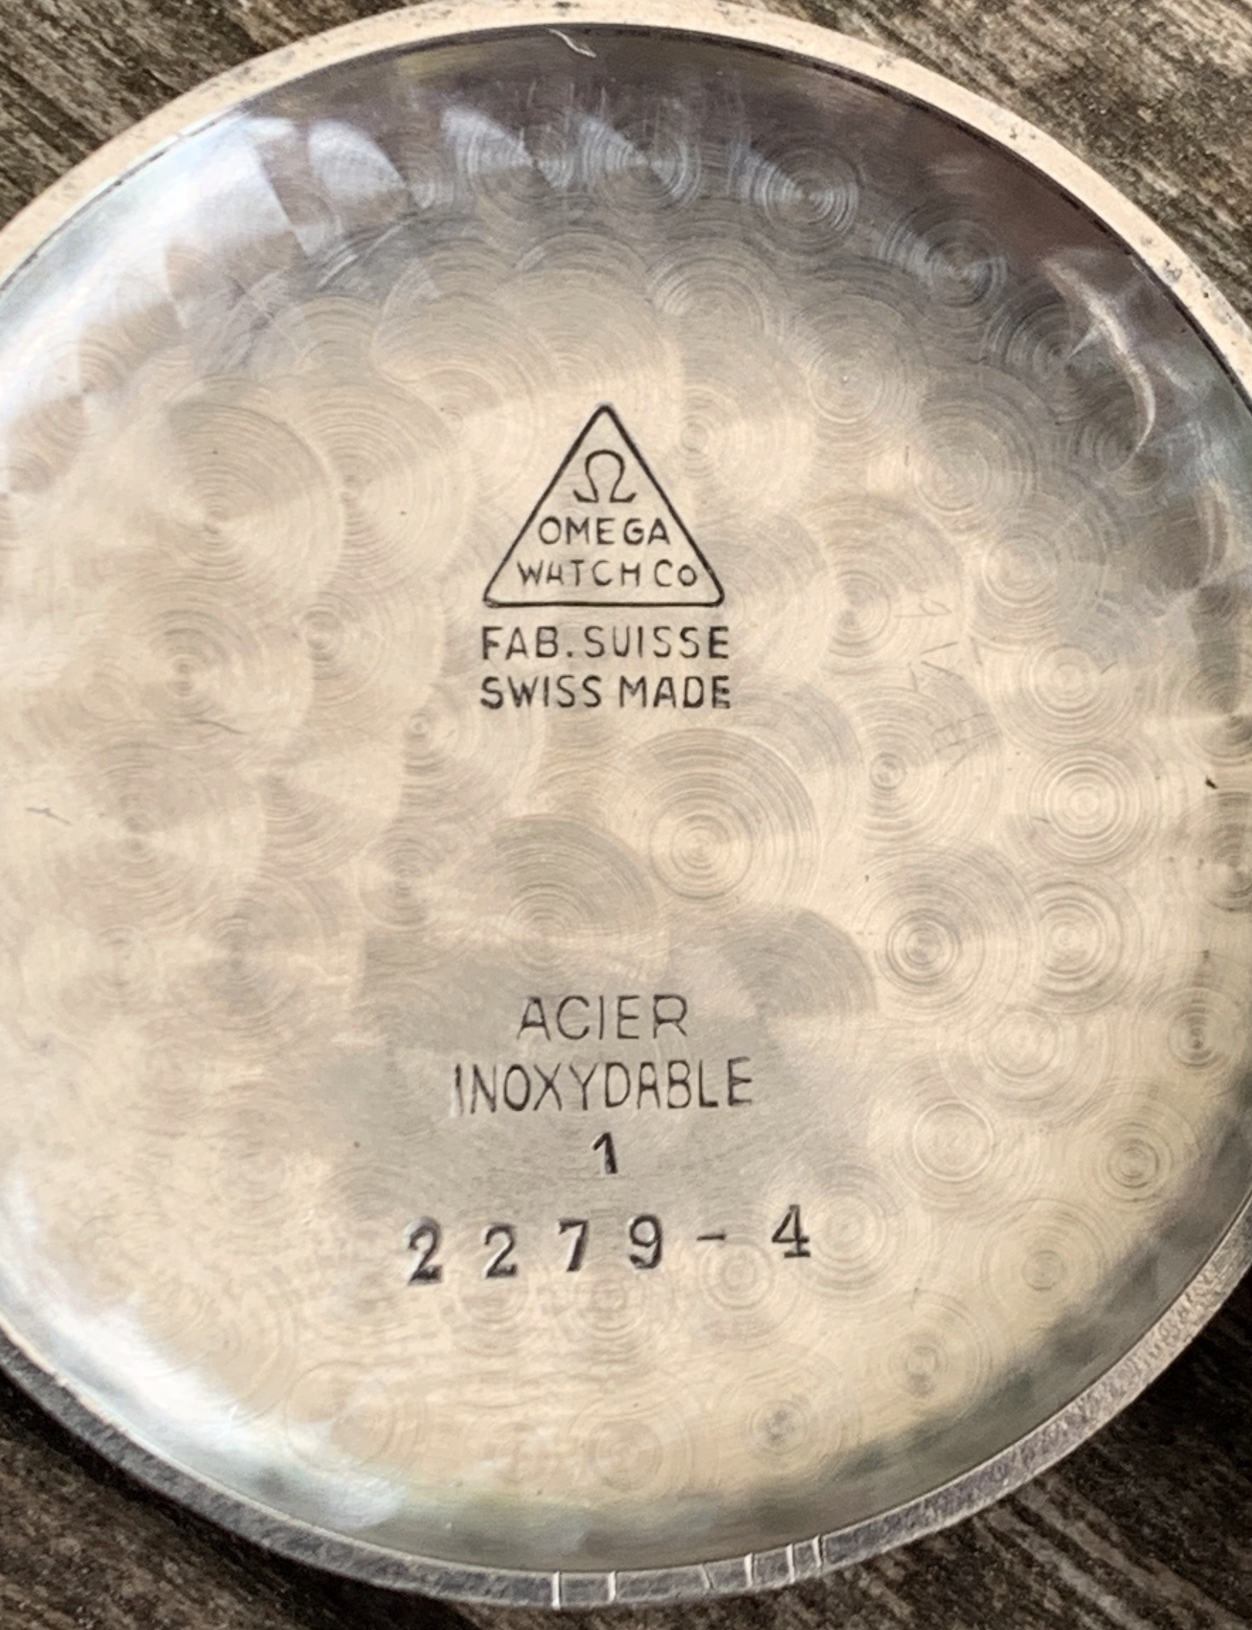 Ω
OMEGA
WATCH Co
FAB. SUISSE
SWISS MADE
ACIER
INOXYDABLE
1
2279-4